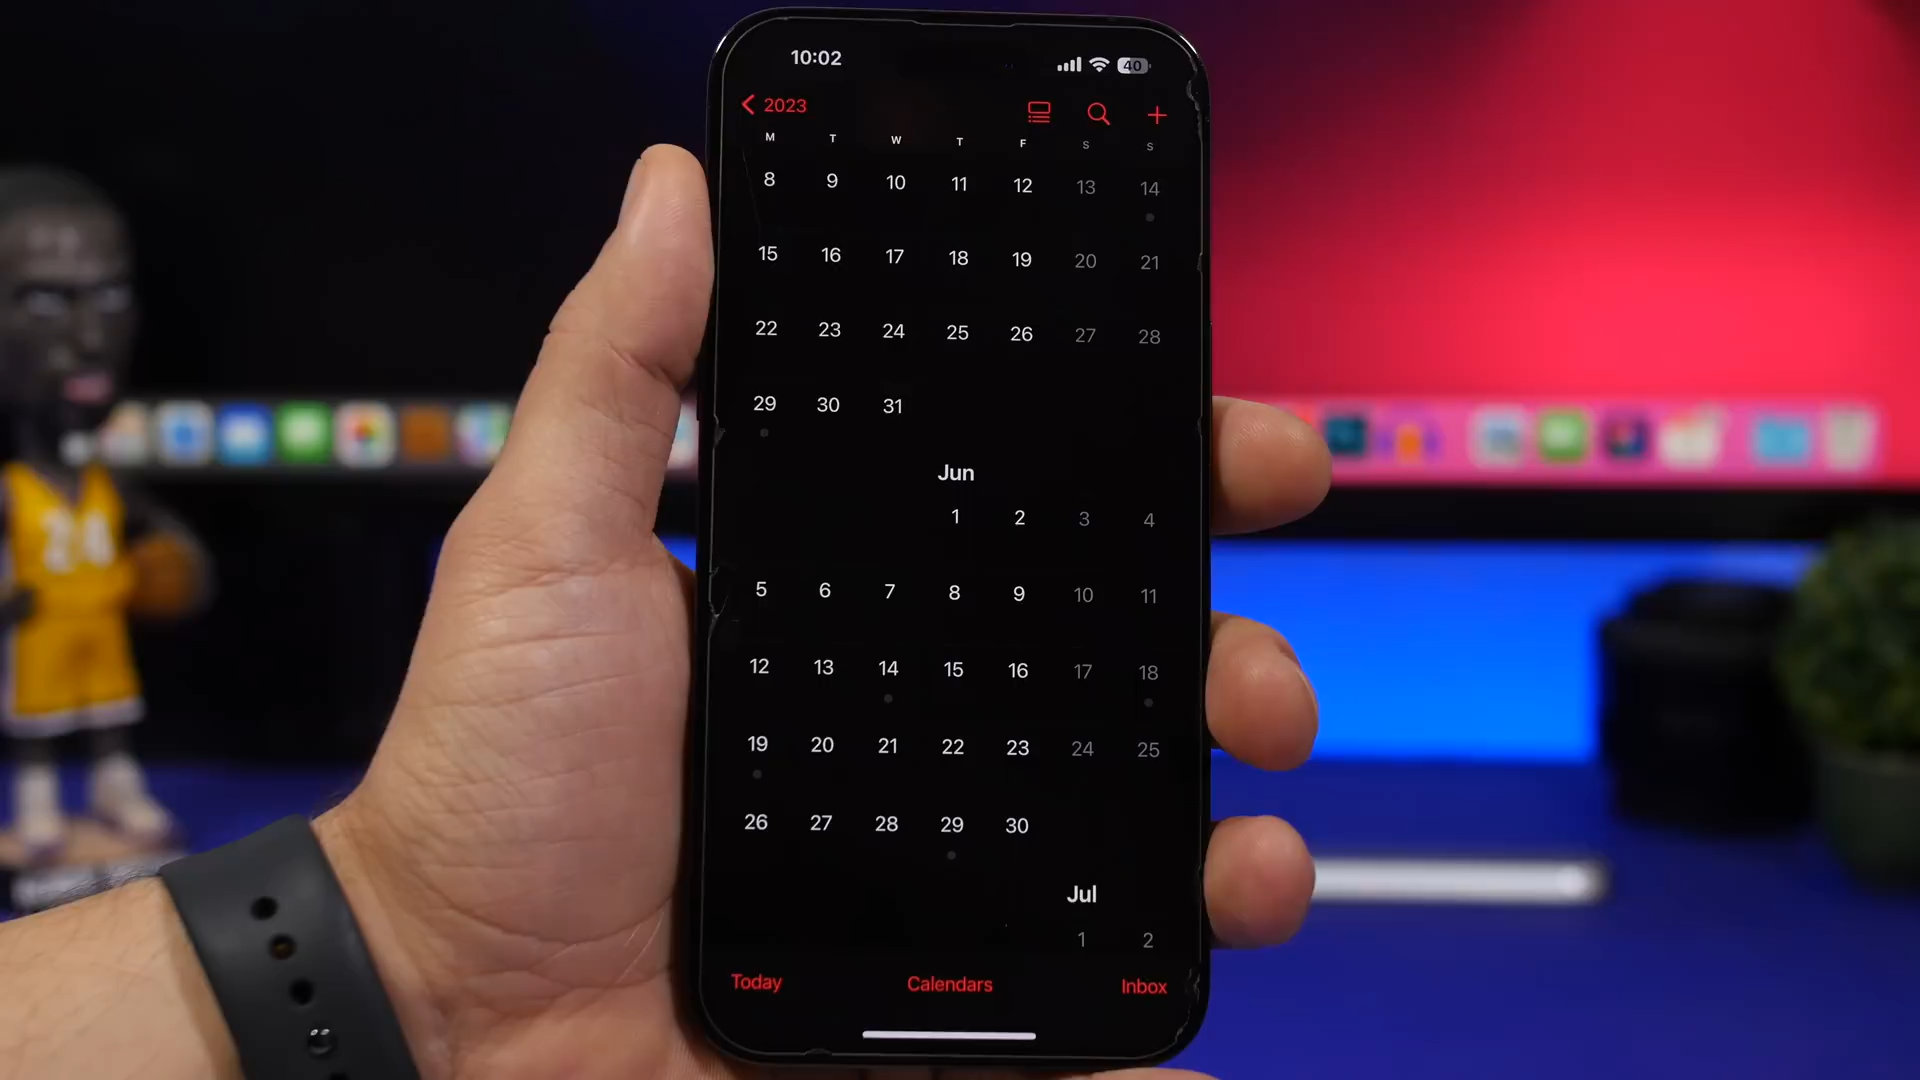 10:02
40
2023
M T W T F S S
8 9 10 11 12 13 14
15 16 17 18 19 20 21
22 23 24 25 26 27 28
29 30 31
Jun
1 2 3 4
5 6 7 8 9 10 11
12 13 14 15 16 17 18
19 20 21 22 23 24 25
26 27 28 29 30
Jul
1 2
Today Calendars Inbox
24